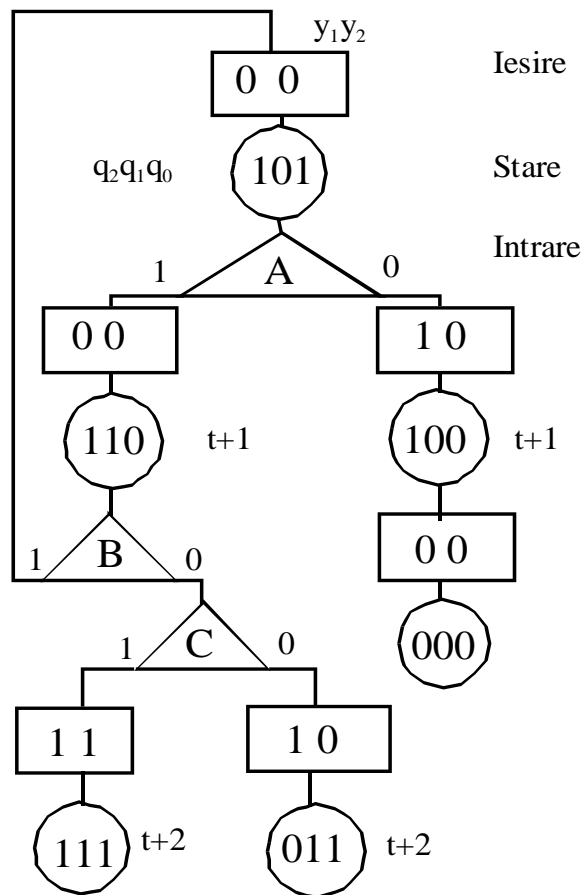 y₁y₂
Iesire
0 0
q₂q₁q₀
101
Stare
Intrare
1 A 0
0 0
1 0
110 t+1
100 t+1
1 B 0
0 0
1 C 0
000
1 1
1 0
111 t+2
011 t+2